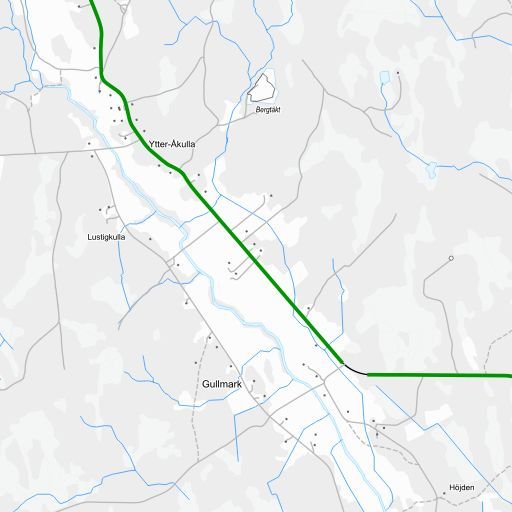 Bergtäkt
Ytter-Åkulla
Lustigkulla
Gullmark
Höjden